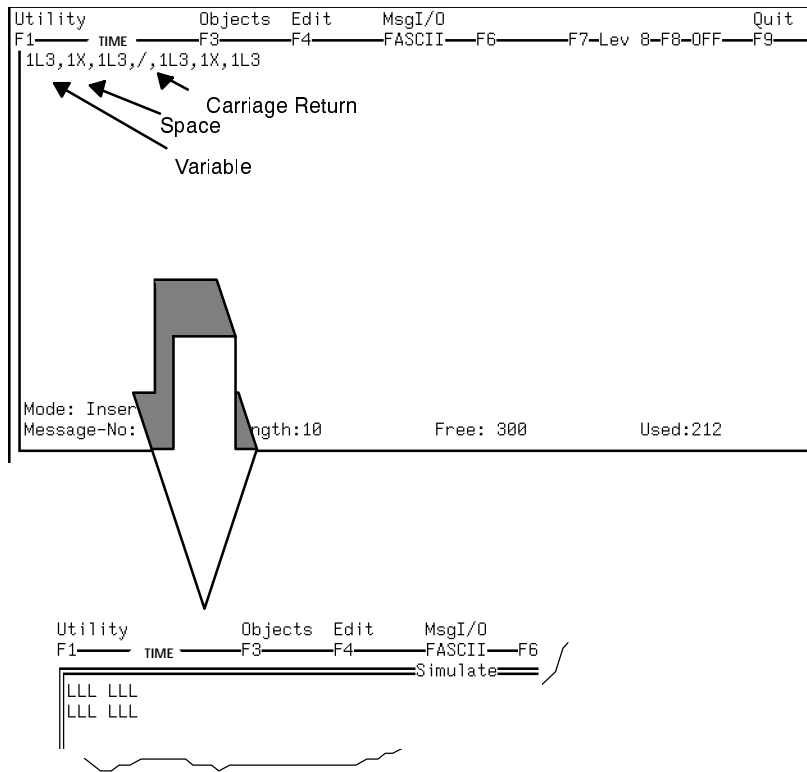 Utility Objects Edit MsgI/O Quit
F1 TIME F3 F4 FASCII F6 F7-Lev 8-F8-OFF F9
1L3,1X,1L3,/,1L3,1X,1L3
Carriage Return
Space
Variable
Mode: Inser
Message-No: ngth:10 Free: 300 Used:212
Utility Objects Edit MsgI/O
F1 TIME F3 F4 FASCII F6
Simulate
LLL LLL
LLL LLL